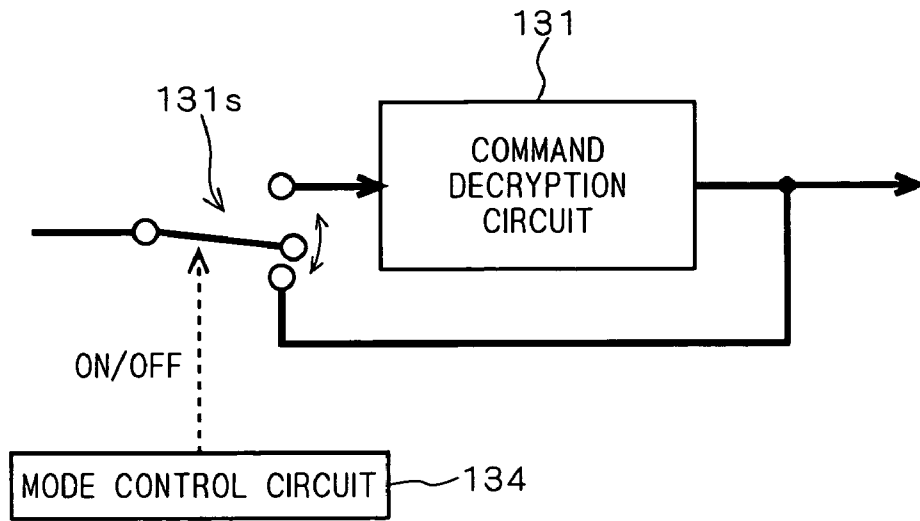 131
131s
COMMAND
DECRYPTION
CIRCUIT
ON/OFF
MODE CONTROL CIRCUIT
134